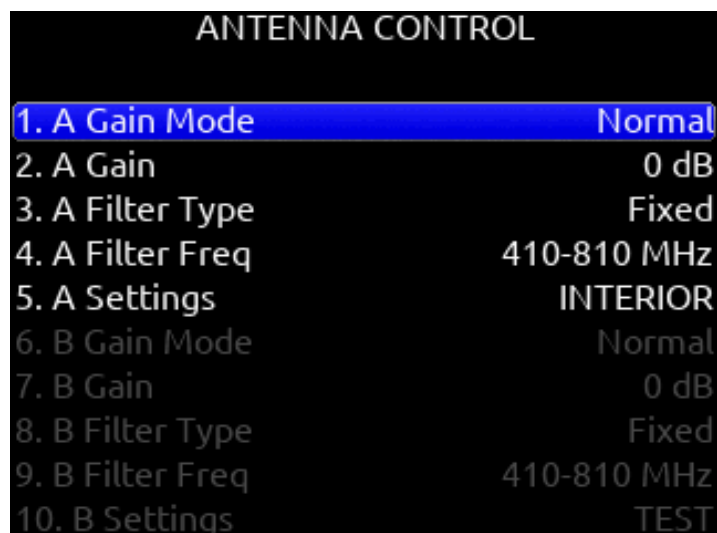 ANTENNA CONTROL
1. A Gain Mode Normal
2. A Gain 0 dB
3. A Filter Type Fixed
4. A Filter Freq 410-810 MHz
5. A Settings INTERIOR
6. B Gain Mode Normal
7. B Gain 0 dB
8. B Filter Type Fixed
9. B Filter Freq 410-810 MHz
10. B Settings TEST